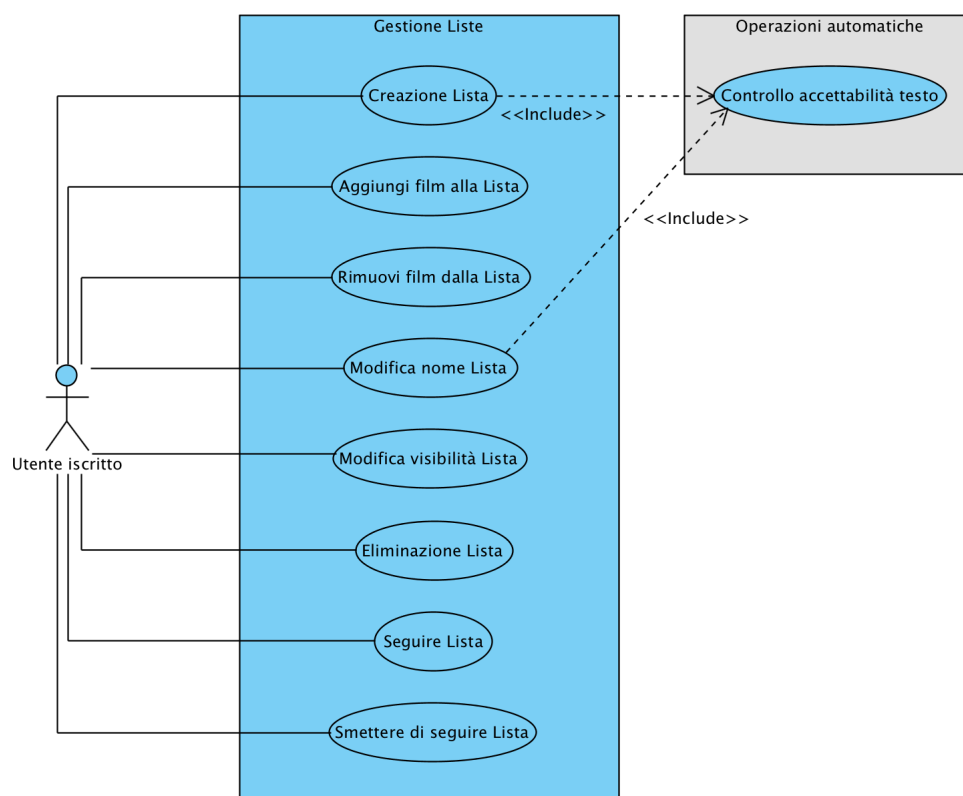 Gestione Liste
Operazioni automatiche
Creazione Lista
Controllo accettabilità testo
<<Include>>
Aggiungi film alla Lista
<<Include>>
Rimuovi film dalla Lista
Modifica nome Lista
Utente iscritto
Modifica visibilità Lista
Eliminazione Lista
Seguire Lista
Smettere di seguire Lista